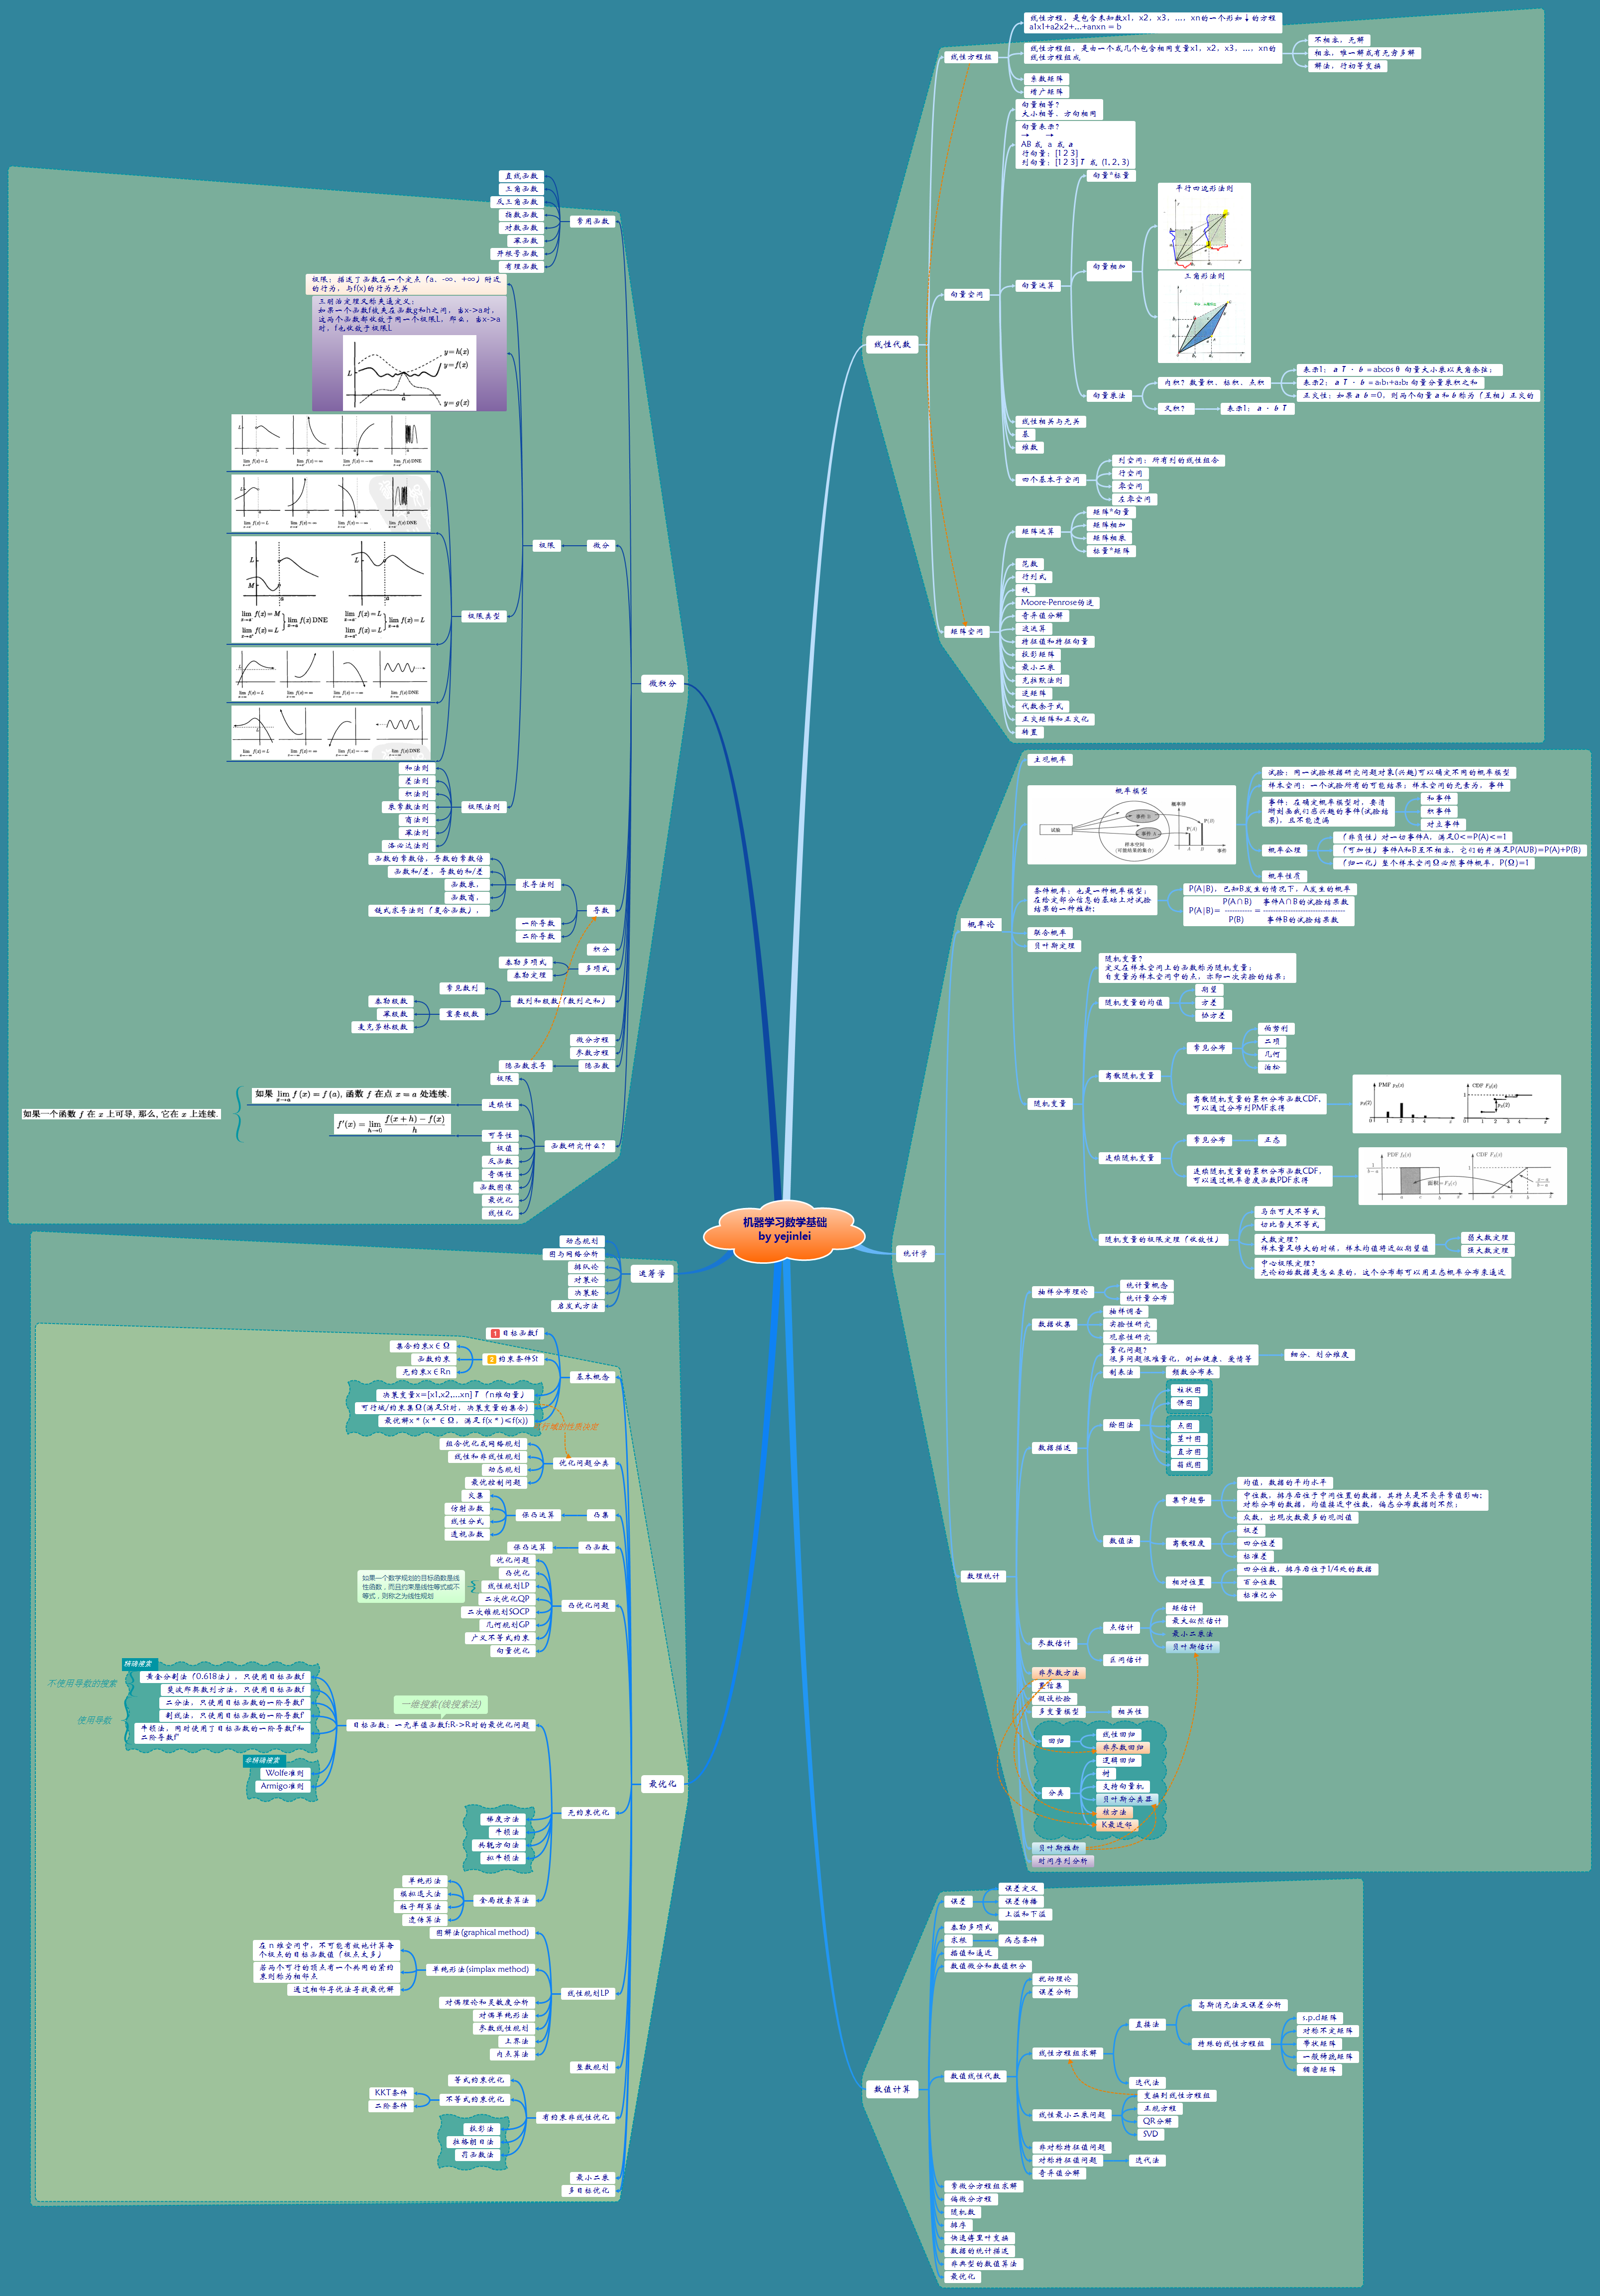 机器学习数学基础
by yejinlei
线性代数
线性方程组
线性方程，是包含未知数x1，x2，x3，...，xn的一个形如↓的方程
a1x1+a2x2+...+anxn = b
线性方程组，是由一个或几个包含相同变量x1，x2，x3，...，xn的
线性方程组成
不相容，无解
相容，唯一解或有无穷多解
解法，行初等变换
系数矩阵
增广矩阵
向量空间
向量相等？
大小相等、方向相同
向量表示？
→ →
AB 或 a 或 a
行向量：[1 2 3]
列向量：[1 2 3] T 或 (1, 2, 3)
向量运算
向量*标量
向量相加
平行四边形法则
三角形法则
向量乘法
内积？数量积、标积、点积
表示1： a T · b = abcos θ 向量大小乘以夹角余弦；
表示2： a T · b = a₁b₁+a₂b₂ 向量分量乘积之和
正交性：如果 a b =0，则两个向量 a 和 b 称为（互相）正交的
叉积？
表示1： a · b T
线性相关与无关
基
维数
四个基本子空间
列空间：所有列的线性组合
行空间
零空间
左零空间
矩阵空间
矩阵运算
矩阵*向量
矩阵相加
矩阵相乘
标量*矩阵
范数
行列式
秩
Moore-Penrose伪逆
奇异值分解
迹运算
特征值和特征向量
投影矩阵
最小二乘
克拉默法则
逆矩阵
代数余子式
正交矩阵和正交化
转置
微积分
常用函数
直线函数
三角函数
反三角函数
指数函数
对数函数
幂函数
开根号函数
有理函数
微分
极限
极限：描述了函数在一个定点（a、-∞、+∞）附近
的行为，与f(x)的行为无关
三明治定理又称夹逼定义：
如果一个函数f被夹在函数g和h之间，当x->a时，
这两个函数都收敛于同一个极限L，那么，当x->a
时，f也收敛于极限L
y = h(x)
y = f(x)
y = g(x)
极限类型
极限法则
和法则
差法则
积法则
乘常数法则
商法则
幂法则
洛必达法则
导数
求导法则
函数的常数倍，导数的常数倍
函数和/差，导数的和/差
函数乘，
函数商，
链式求导法则（复合函数），
一阶导数
二阶导数
积分
多项式
泰勒多项式
泰勒定理
数列和极数（数列之和）
常见数列
重要极数
泰勒极数
幂极数
麦克劳林极数
微分方程
参数方程
隐函数
隐函数求导
函数研究什么？
极限
连续性
如果 lim x→a f(x) = f(a), 函数 f 在点 x = a 处连续.
可导性
f'(x) = lim h→0 f(x+h) − f(x) / h
如果一个函数 f 在 x 上可导, 那么, 它在 x 上连续.
极值
反函数
奇偶性
函数图像
最优化
线性化
统计学
概率论
主观概率
概率模型
试验
事件 B
事件 A
样本空间
(可能结果的集合)
概率律
P(A)
P(B)
事件
试验：同一试验根据研究问题对象(兴趣)可以确定不同的概率模型
样本空间：一个试验所有的可能结果；样本空间的元素为，事件
事件：在确定概率模型时，要清
晰刻画我们感兴趣的事件(试验结
果)，且不能遗漏
和事件
积事件
对立事件
概率公理
（非负性）对一切事件A，满足0<=P(A)<=1
（可加性）事件A和B互不相容，它们的并满足P(AUB)=P(A)+P(B)
（归一化）整个样本空间Ω必然事件概率，P(Ω)=1
概率性质
条件概率：也是一种概率模型；
在给定部分信息的基础上对试验
结果的一种推断；
P(A|B)，已知B发生的情况下，A发生的概率
P(A∩B) 事件A∩B的试验结果数
P(A|B)= ---------- = ------------------------------
P(B) 事件B的试验结果数
联合概率
贝叶斯定理
随机变量
随机变量？
定义在样本空间上的函数称为随机变量；
自变量为样本空间中的点，亦即一次实验的结果；
随机变量的均值
期望
方差
协方差
离散随机变量
常见分布
伯努利
二项
几何
泊松
离散随机变量的累积分布函数CDF，
可以通过分布列PMF求得
连续随机变量
常见分布
正态
连续随机变量的累积分布函数CDF，
可以通过概率密度函数PDF求得
随机变量的极限定理（收敛性）
马尔可夫不等式
切比雪夫不等式
大数定理？
样本量足够大的时候，样本均值将近似期望值
弱大数定理
强大数定理
中心极限定理？
无论初始数据是怎么来的，这个分布都可以用正态概率分布来逼近
数理统计
抽样分布理论
统计量概念
统计量分布
数据收集
抽样调查
实验性研究
观察性研究
数据描述
量化问题？
很多问题很难量化，例如健康、爱情等
细分、划分维度
制表法
频数分布表
绘图法
柱状图
饼图
点图
茎叶图
直方图
箱线图
数值法
集中趋势
均值，数据的平均水平
中位数，排序后位于中间位置的数据，其特点是不受异常值影响；
对称分布的数据，均值接近中位数，偏态分布数据则不然；
众数，出现次数最多的观测值
离散程度
极差
四分位差
标准差
相对位置
四分位数，排序后位于1/4处的数据
百分位数
标准记分
参数估计
点估计
矩估计
最大似然估计
最小二乘法
贝叶斯估计
区间估计
非参数方法
置信集
假设检验
多变量模型
相关性
回归
线性回归
非参数回归
分类
逻辑回归
树
支持向量机
贝叶斯分类器
核方法
K最近邻
贝叶斯推断
时间序列分析
运筹学
动态规划
图与网络分析
排队论
对策论
决策论
启发式方法
最优化
基本概念
1 目标函数f
2 约束条件St
集合约束x∈Ω
函数约束
无约束x∈Rn
决策变量x=[x1,x2,...xn] T（n维向量）
可行域/约束集Ω(满足St时，决策变量的集合)
最优解x*(x*∈Ω，满足 f(x*)≤f(x))
行域的性质决定
优化问题分类
组合优化或网络规划
线性和非线性规划
动态规划
最优控制问题
凸集
保凸运算
交集
仿射函数
线性分式
透视函数
凸函数
保凸运算
凸优化问题
优化问题
凸优化
线性规划LP
如果一个数学规划的目标函数是线
性函数，而且约束是线性等式或不
等式，则称之为线性规划
二次优化QP
二次锥规划SOCP
几何规划GP
广义不等式约束
向量优化
无约束优化
一维搜索(线搜索法)
目标函数：一元单值函数f:R->R时的最优化问题
精确搜索
不使用导数的搜索
黄金分割法（0.618法），只使用目标函数f
斐波那契数列方法，只使用目标函数f
使用导数
二分法，只使用目标函数的一阶导数f'
割线法，只使用目标函数的一阶导数f'
牛顿法，同时使用了目标函数的一阶导数f'和
二阶导数f''
非精确搜索
Wolfe准则
Armigo准则
梯度方法
牛顿法
共轭方向法
拟牛顿法
全局搜索算法
单纯形法
模拟退火法
粒子群算法
遗传算法
线性规划LP
图解法(graphical method)
单纯形法(simplax method)
在 n 维空间中，不可能有效地计算每
个极点的目标函数值（极点太多）
若两个可行的顶点有一个共同的紧约
束则称为相邻点
通过相邻寻优法寻找最优解
对偶理论和灵敏度分析
对偶单纯形法
参数线性规划
上界法
内点算法
整数规划
有约束非线性优化
等式约束优化
不等式约束优化
KKT条件
二阶条件
投影法
拉格朗日法
罚函数法
最小二乘
多目标优化
数值计算
误差
误差定义
误差传播
上溢和下溢
泰勒多项式
求根
病态条件
插值和逼近
数值微分和数值积分
数值线性代数
扰动理论
误差分析
线性方程组求解
直接法
高斯消元法及误差分析
特殊的线性方程组
s.p.d矩阵
对称不定矩阵
带状矩阵
一般稀疏矩阵
稠密矩阵
迭代法
线性最小二乘问题
变换到线性方程组
正规方程
QR分解
SVD
非对称特征值问题
对称特征值问题
迭代法
奇异值分解
常微分方程组求解
偏微分方程
随机数
排序
快速傅里叶变换
数据的统计描述
非典型的数值算法
最优化